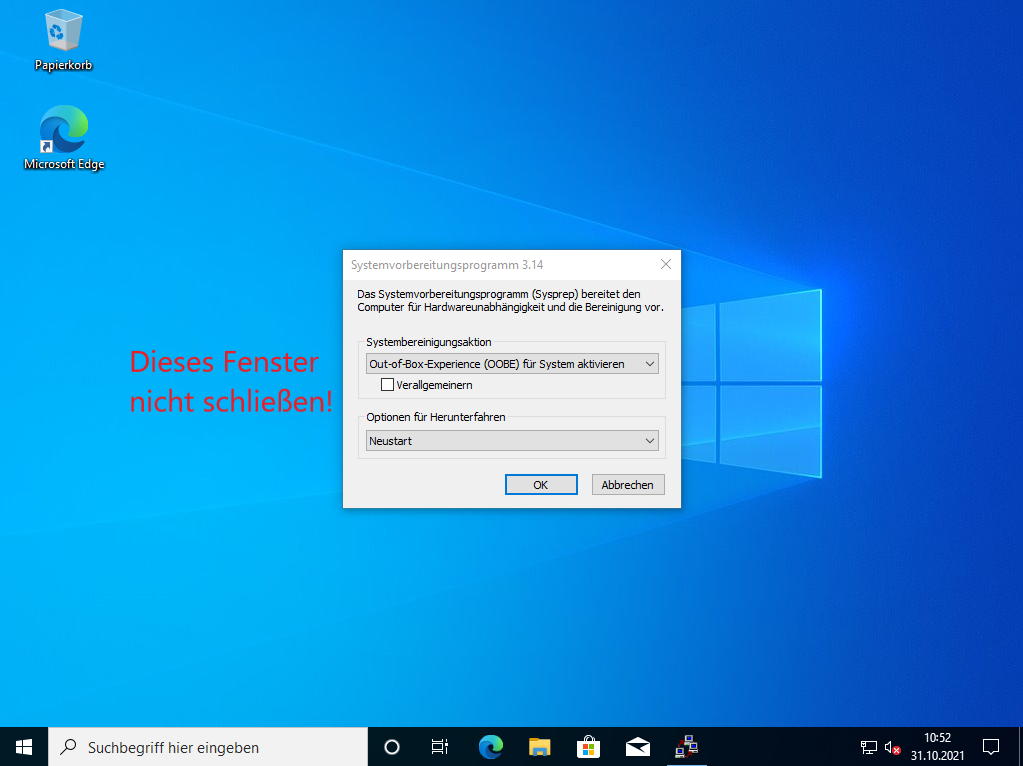 Papierkorb
Microsoft Edge
Systemvorbereitungsprogramm 3.14
Das Systemvorbereitungsprogramm (Sysprep) bereitet den
Computer für Hardwareunabhängigkeit und die Bereinigung vor.
Systembereinigungsaktion
Out-of-Box-Experience (OOBE) für System aktivieren
Verallgemeinern
Optionen für Herunterfahren
Neustart
OK
Abbrechen
Dieses Fenster
nicht schließen!
Suchbegriff hier eingeben
10:52
31.10.2021